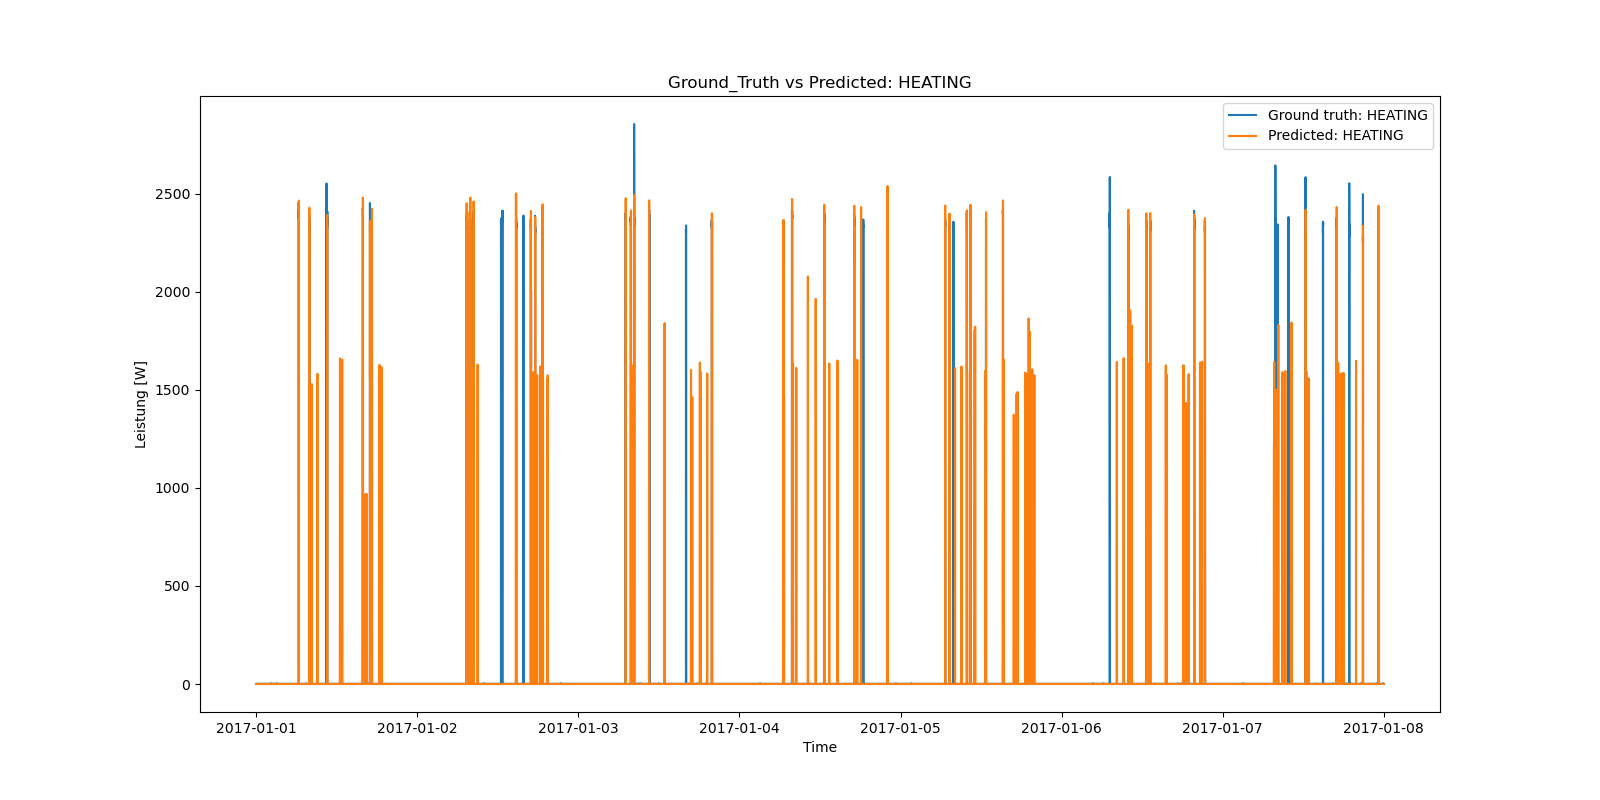 Ground_Truth vs Predicted: HEATING
Ground truth: HEATING
Predicted: HEATING
Leistung [W]
2500
2000
1500
1000
500
0
2017-01-01 2017-01-02 2017-01-03 2017-01-04 2017-01-05 2017-01-06 2017-01-07 2017-01-08
Time